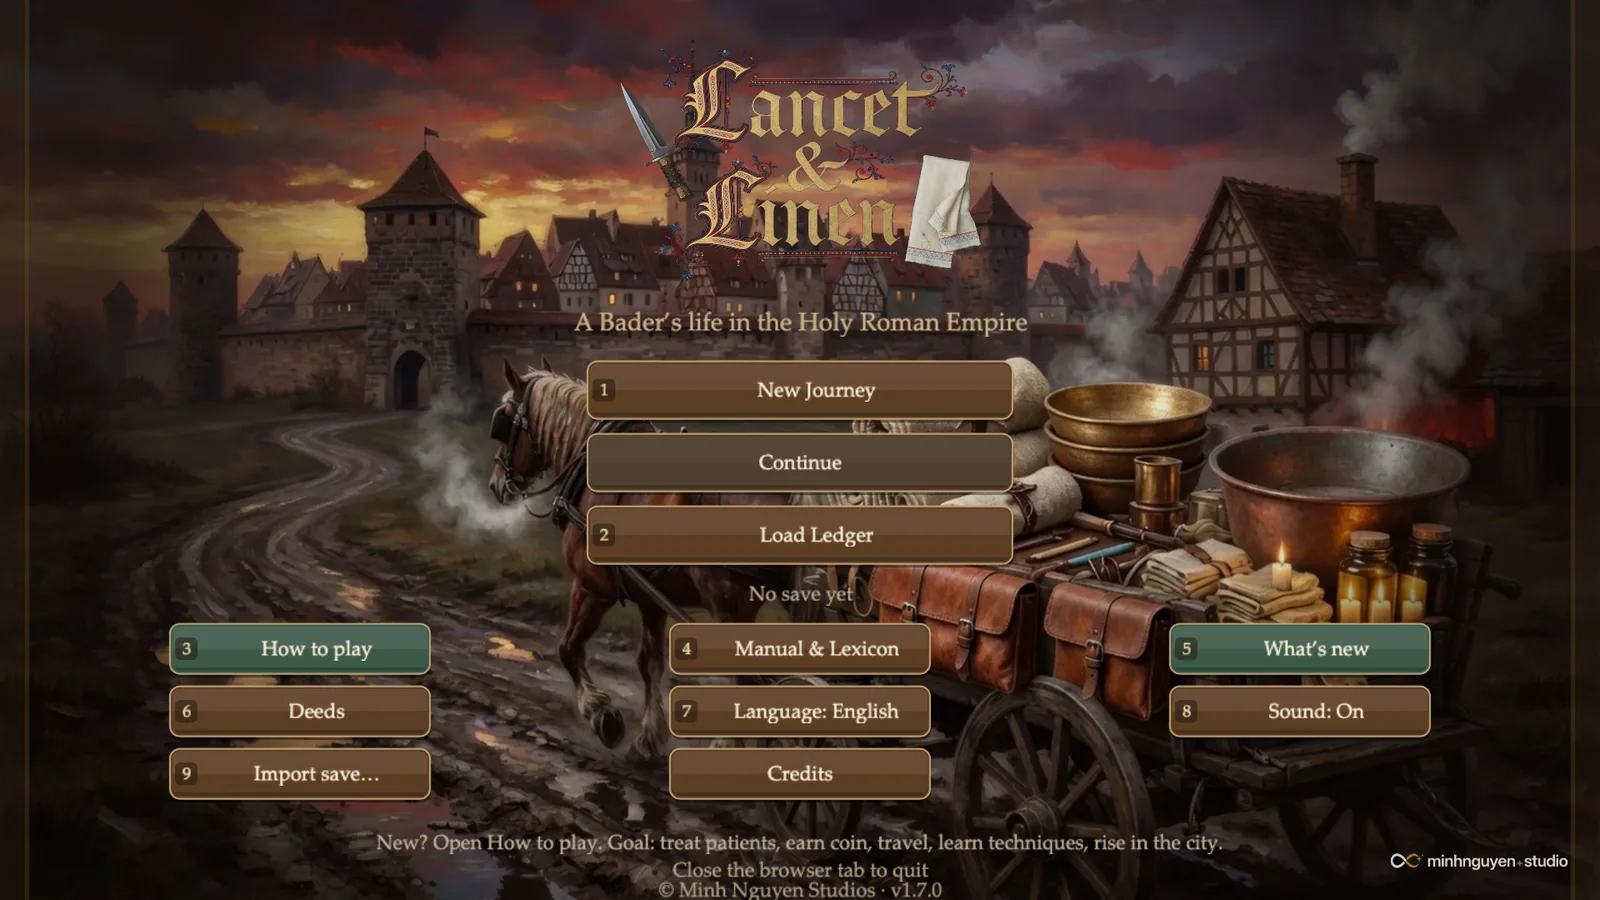 Lancet
&
Linen
A Bader's life in the Holy Roman Empire
1 New Journey
Continue
2 Load Ledger
No save yet
3 How to play
4 Manual & Lexicon
5 What's new
6 Deeds
7 Language: English
8 Sound: On
9 Import save...
Credits
New? Open How to play. Goal: treat patients, earn coin, travel, learn techniques, rise in the city.
Close the browser tab to quit
© Minh Nguyen Studios · v1.7.0
minhnguyen+studio